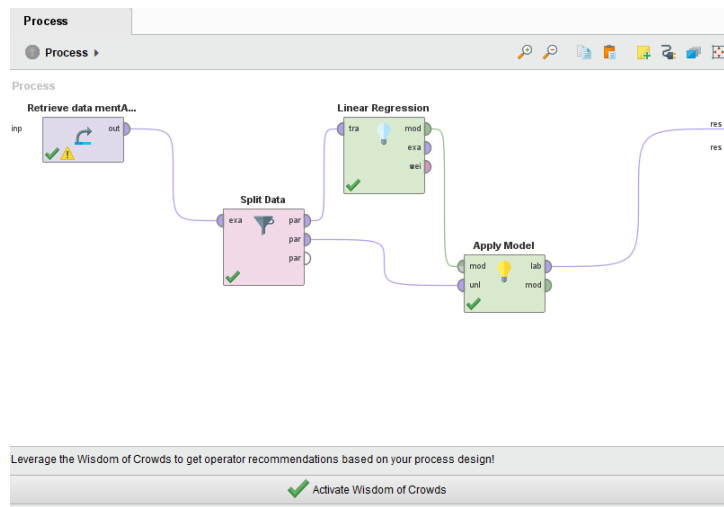 Process
Process
Process
Retrieve data mentA...
inp
out
Linear Regression
tra
mod
exa
wei
res
res
Split Data
exa
par
par
par
Apply Model
mod
lab
unl
mod
Leverage the Wisdom of Crowds to get operator recommendations based on your process design!
Activate Wisdom of Crowds